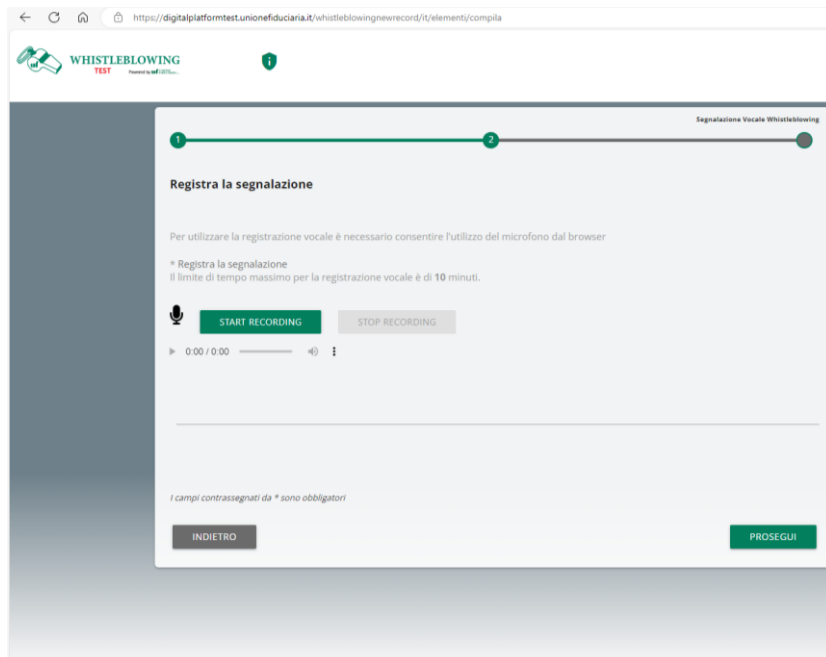 https://digitalplatformtest.unionefiduciaria.it/whistleblowingnewrecord/it/elementi/compila
WHISTLEBLOWING
TEST Powered by
Segnalazione Vocale Whistleblowing
1 2
Registra la segnalazione
Per utilizzare la registrazione vocale è necessario consentire l'utilizzo del microfono dal browser
* Registra la segnalazione
Il limite di tempo massimo per la registrazione vocale è di 10 minuti.
START RECORDING STOP RECORDING
0:00 / 0:00
I campi contrassegnati da * sono obbligatori
INDIETRO PROSEGUI